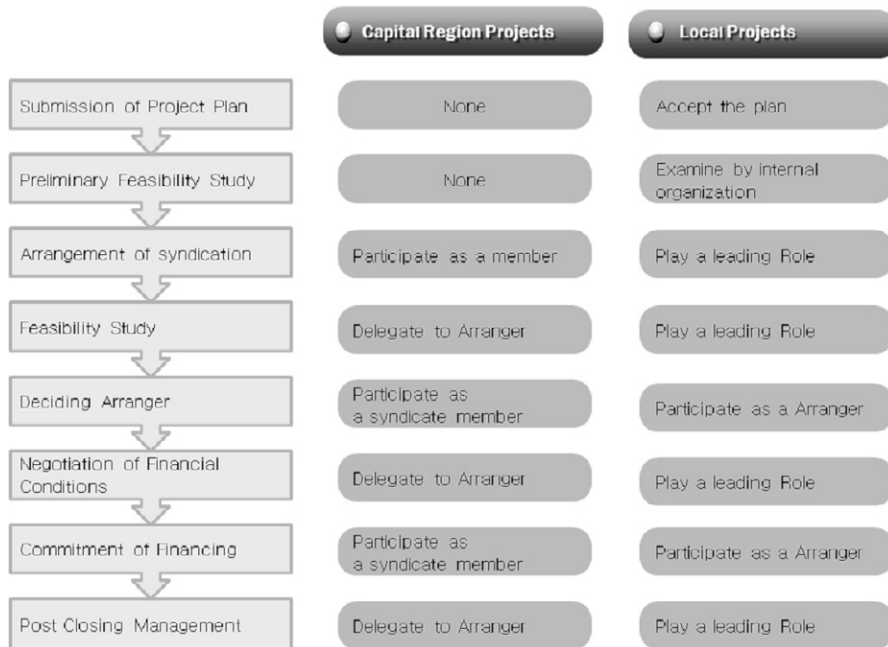 Capital Region Projects
Local Projects
Submission of Project Plan
None
Accept the plan
Preliminary Feasibility Study
None
Examine by internal
organization
Arrangement of syndication
Participate as a member
Play a leading Role
Feasibility Study
Delegate to Arranger
Play a leading Role
Deciding Arranger
Participate as
a syndicate member
Participate as a Arranger
Negotiation of Financial
Conditions
Delegate to Arranger
Play a leading Role
Commitment of Financing
Participate as
a syndicate member
Participate as a Arranger
Post Closing Management
Delegate to Arranger
Play a leading Role